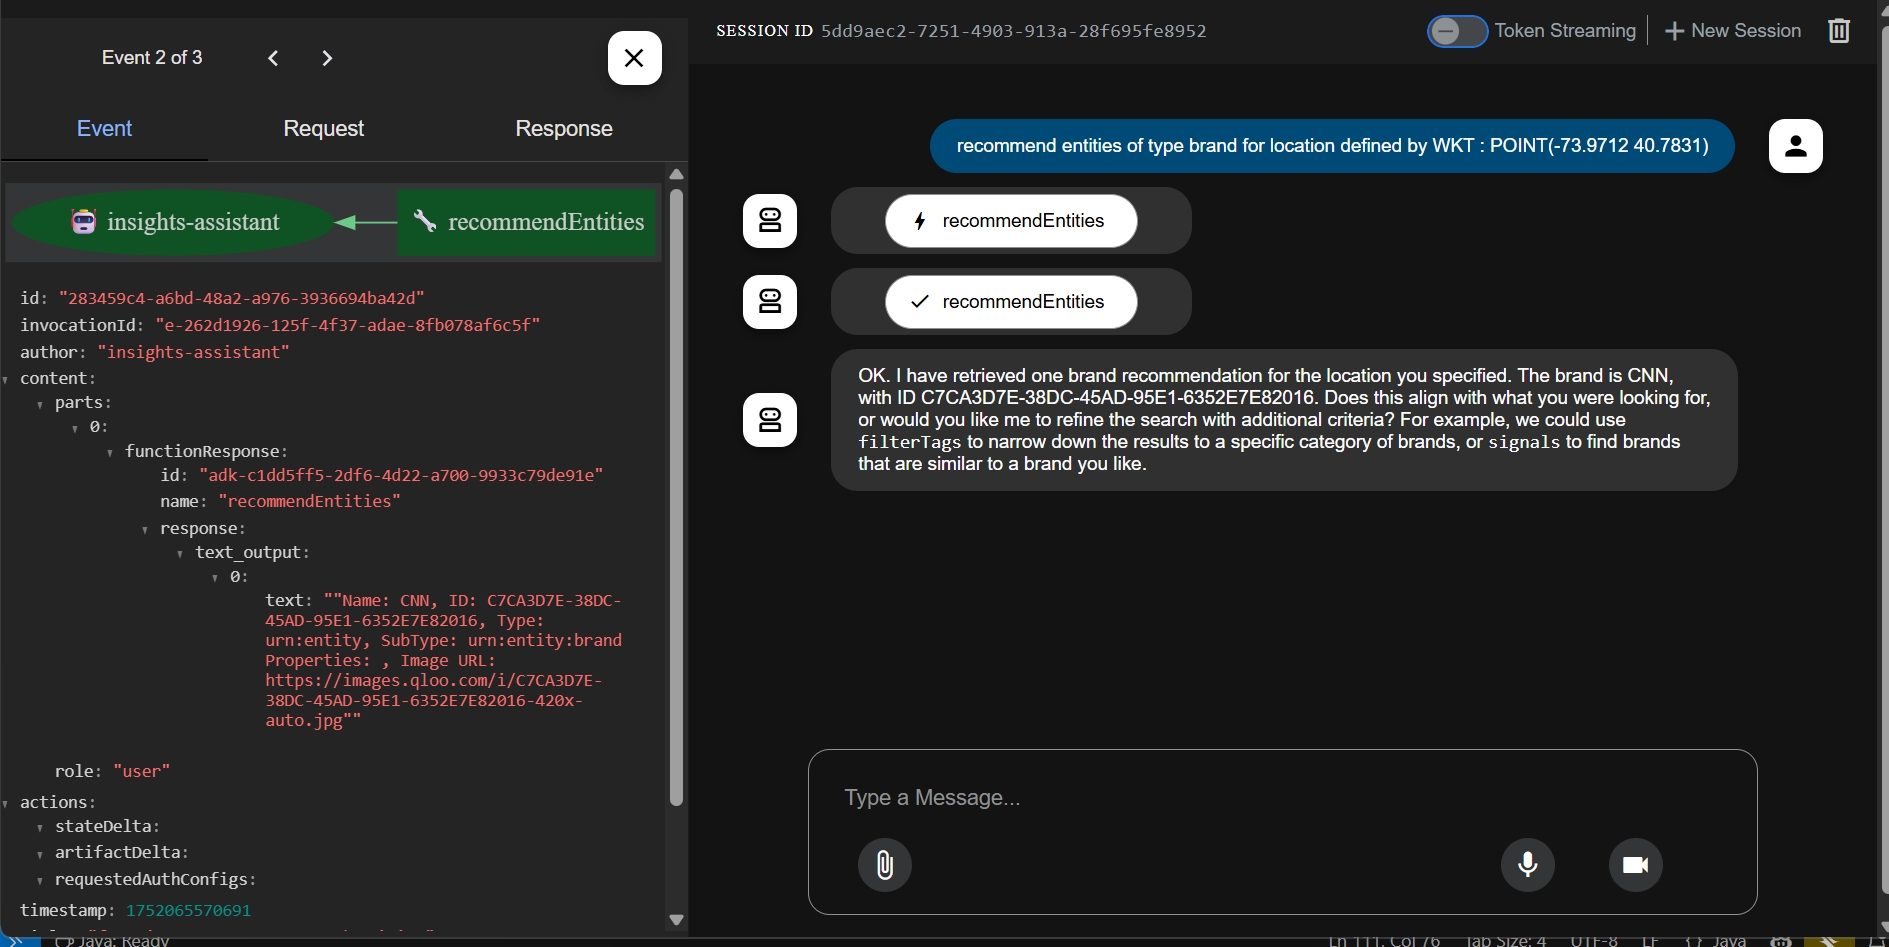 Event 2 of 3
Event
Request
Response
insights-assistant
recommendEntities
id: "283459c4-a6bd-48a2-a976-3936694ba42d"
invocationId: "e-262d1926-125f-4f37-adae-8fb078af6c5f"
author: "insights-assistant"
content:
parts:
0:
functionResponse:
id: "adk-c1dd5ff5-2df6-4d22-a700-9933c79de91e"
name: "recommendEntities"
response:
text_output:
0:
text: ""Name: CNN, ID: C7CA3D7E-38DC-
45AD-95E1-6352E7E82016, Type:
urn:entity, SubType: urn:entity:brand
Properties: , Image URL:
https://images.qloo.com/i/C7CA3D7E-
38DC-45AD-95E1-6352E7E82016-420x-
auto.jpg""
role: "user"
actions:
stateDelta:
artifactDelta:
requestedAuthConfigs:
timestamp: 1752065570691
SESSION ID 5dd9aec2-7251-4903-913a-28f695fe8952
Token Streaming
New Session
recommend entities of type brand for location defined by WKT : POINT(-73.9712 40.7831)
recommendEntities
recommendEntities
OK. I have retrieved one brand recommendation for the location you specified. The brand is CNN,
with ID C7CA3D7E-38DC-45AD-95E1-6352E7E82016. Does this align with what you were looking for,
or would you like me to refine the search with additional criteria? For example, we could use
filterTags to narrow down the results to a specific category of brands, or signals to find brands
that are similar to a brand you like.
Type a Message...
Java: Ready
Ln 111, Col 76 Tab Size: 4 UTF-8 LF {} Java